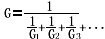 G = 1 / (1/G₁ + 1/G₂ + 1/G₃ + ···)